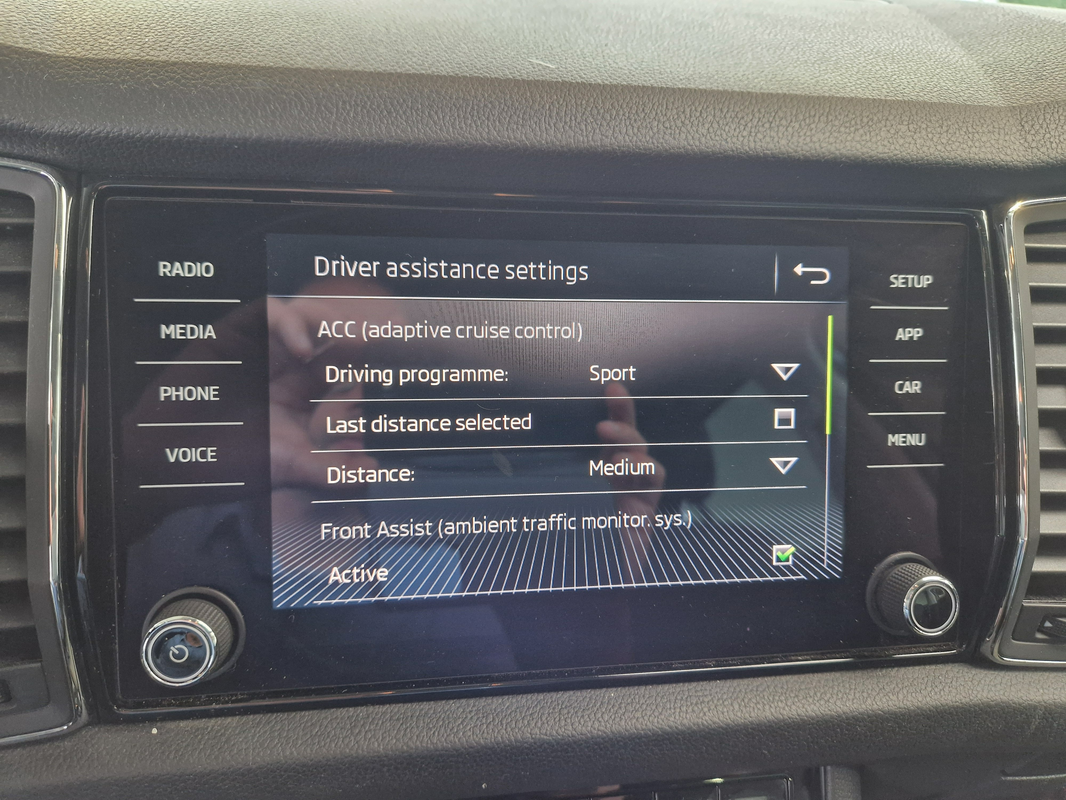 RADIO
MEDIA
PHONE
VOICE
Driver assistance settings
ACC (adaptive cruise control)
Driving programme: Sport
Last distance selected
Distance: Medium
Front Assist (ambient traffic monitor. sys.)
Active
SETUP
APP
CAR
MENU